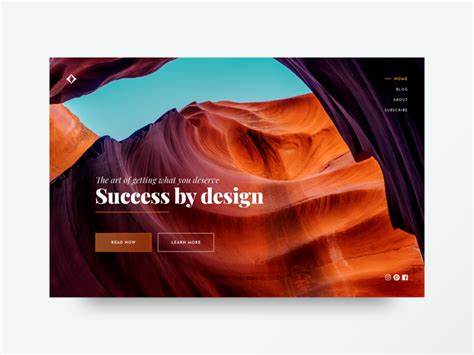 HOME
BLOG
ABOUT
SUBSCRIBE
The art of getting what you deserve
Success by design
READ NOW
LEARN MORE